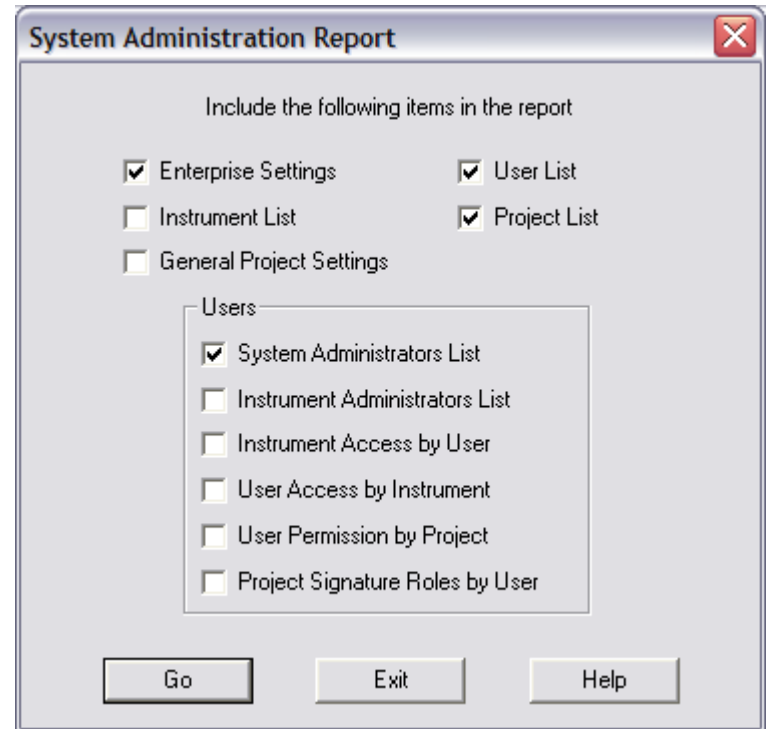 System Administration Report
Include the following items in the report
Enterprise Settings
User List
Instrument List
Project List
General Project Settings
Users
System Administrators List
Instrument Administrators List
Instrument Access by User
User Access by Instrument
User Permission by Project
Project Signature Roles by User
Go
Exit
Help